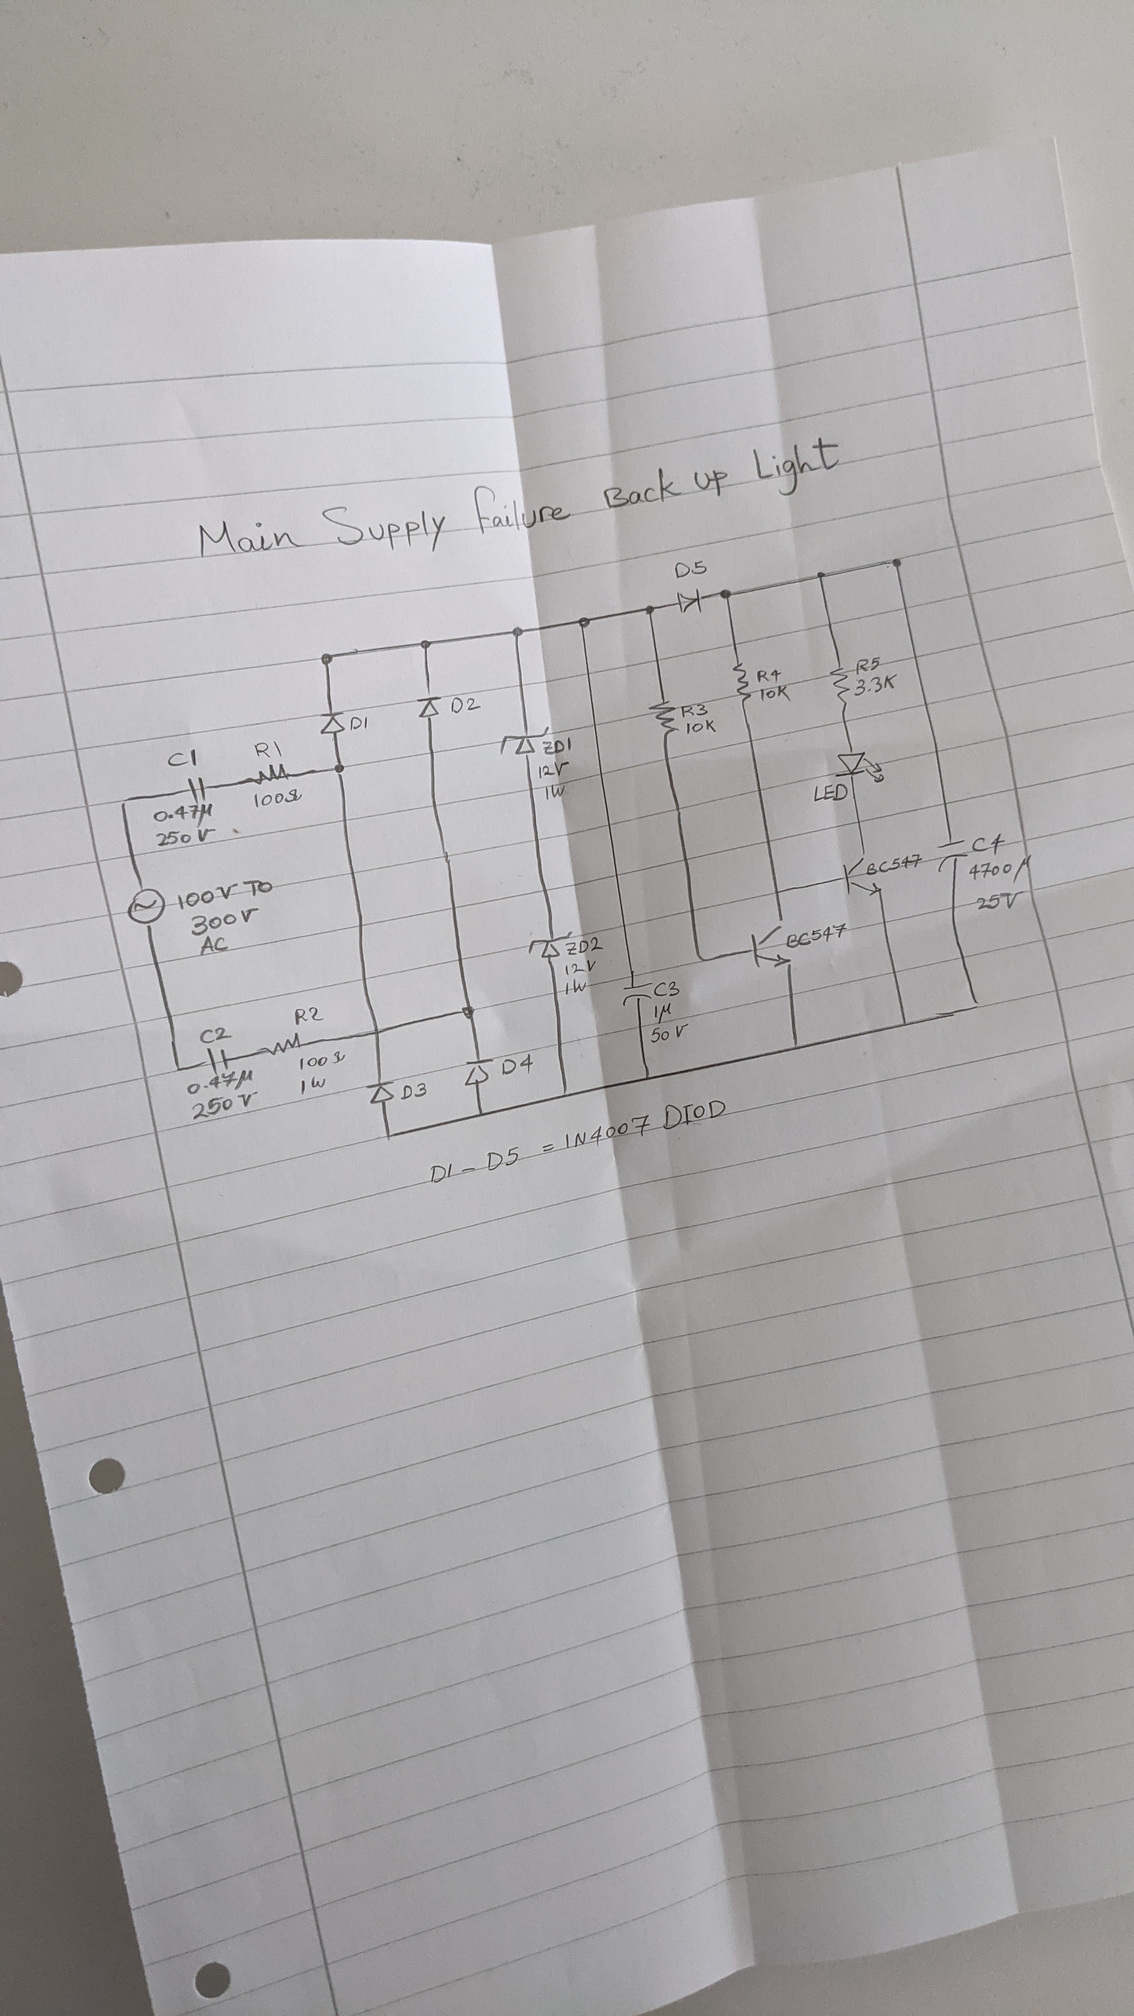 Main Supply Failure Back up Light
D5
D1
D2
C1
0.47µ
250V
R1
100Ω
ZD1
12V
1W
R3
10K
R4
10K
R5
3.3K
LED
BC547
C4
4700µ
25V
100V TO
300V
AC
BC547
ZD2
12V
1W
C3
1µ
50V
C2
0.47µ
250V
R2
100Ω
1W
D3
D4
D1-D5 = 1N4007 DIOD